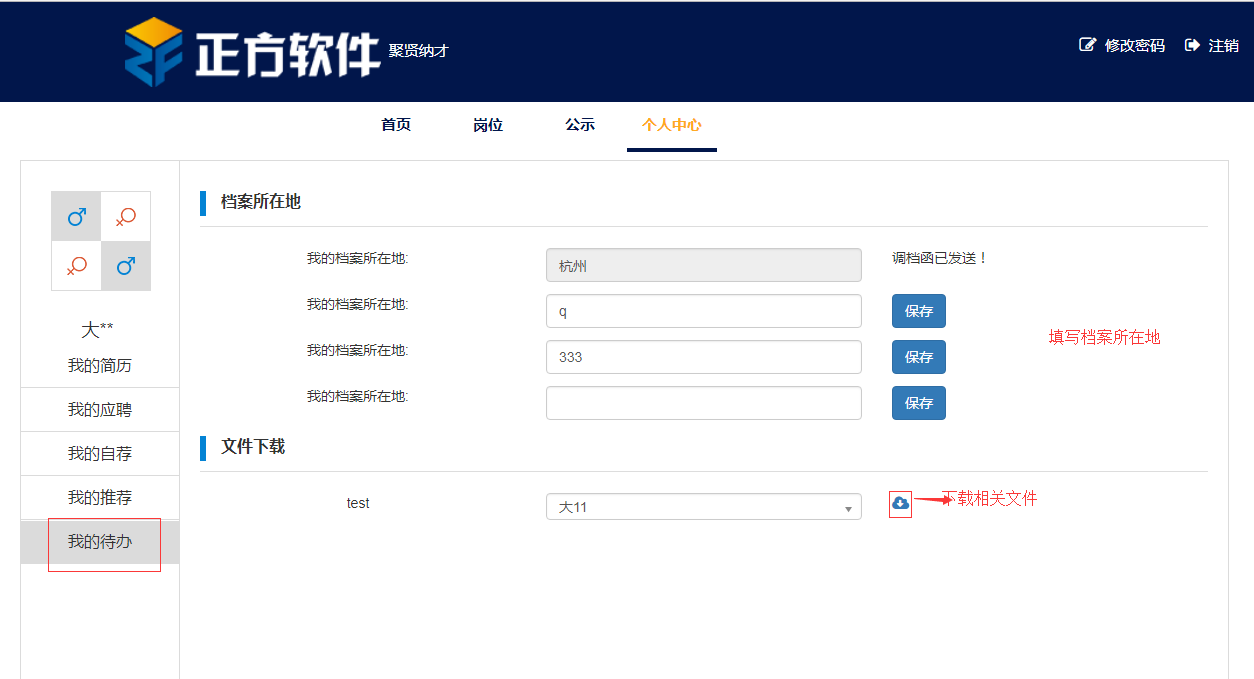 正方软件 聚贤纳才
修改密码 注销
首页 岗位 公示 个人中心
大**
我的简历
我的应聘
我的自荐
我的推荐
我的待办
档案所在地
我的档案所在地: 杭州 调档函已发送！
我的档案所在地: q 保存
填写档案所在地
我的档案所在地: 333 保存
我的档案所在地: 保存
文件下载
test 大11 下载相关文件